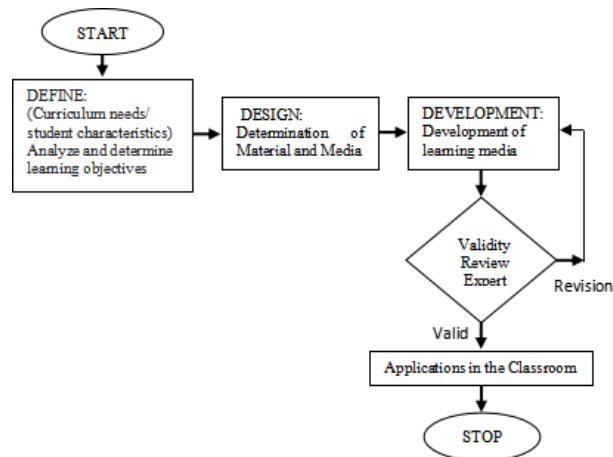 START
DEFINE:
(Curriculum needs/
student characteristics)
Analyze and determine
learning objectives
DESIGN:
Determination of
Material and Media
DEVELOPMENT:
Development of
learning media
Validity
Review
Expert
Revision
Valid
Applications in the Classroom
STOP